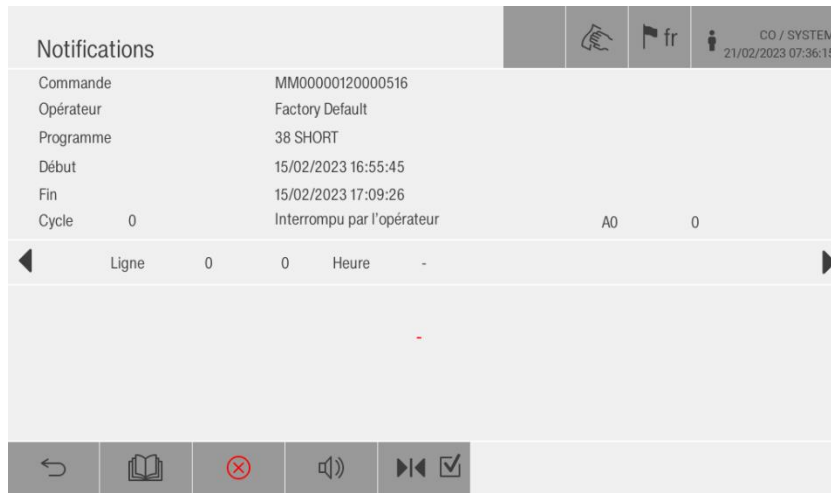 Notifications
fr
CO / SYSTEM
21/02/2023 07:36:15
Commande MM00000120000516
Opérateur Factory Default
Programme 38 SHORT
Début 15/02/2023 16:55:45
Fin 15/02/2023 17:09:26
Cycle 0 Interrompu par l'opérateur A0 0
Ligne 0 0 Heure -
-